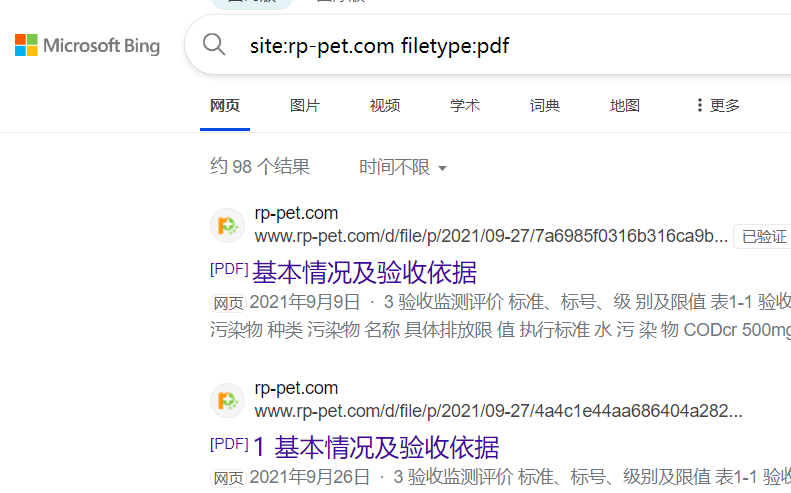 Microsoft Bing
site:rp-pet.com filetype:pdf
网页 图片 视频 学术 词典 地图 更多
约 98 个结果 时间不限
rp-pet.com
www.rp-pet.com/d/file/p/2021/09-27/7a6985f0316b316ca9b... 已验证
[PDF] 基本情况及验收依据
网页 2021年9月9日 · 3 验收监测评价 标准、标号、级 别及限值 表1-1 验收
污染物 种类 污染物 名称 具体排放限 值 执行标准 水 污 染 物 CODcr 500mg
rp-pet.com
www.rp-pet.com/d/file/p/2021/09-27/4a4c1e44aa686404a282...
[PDF] 1 基本情况及验收依据
网页 2021年9月26日 · 3 验收监测评价 标准、标号、级别及限值 表1-1 验收